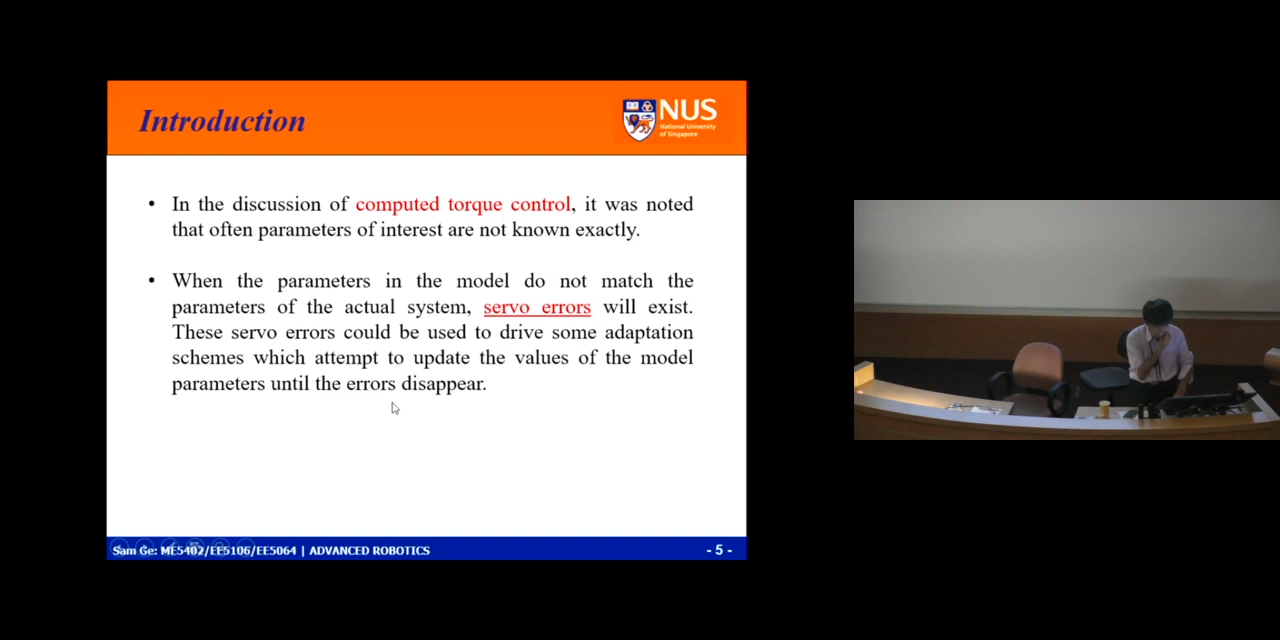 Introduction
NUS
National University
of Singapore
• In the discussion of computed torque control, it was noted
that often parameters of interest are not known exactly.
• When the parameters in the model do not match the
parameters of the actual system, servo errors will exist.
These servo errors could be used to drive some adaptation
schemes which attempt to update the values of the model
parameters until the errors disappear.
Sam Ge: ME5402/EE5106/EE5064 | ADVANCED ROBOTICS
- 5 -